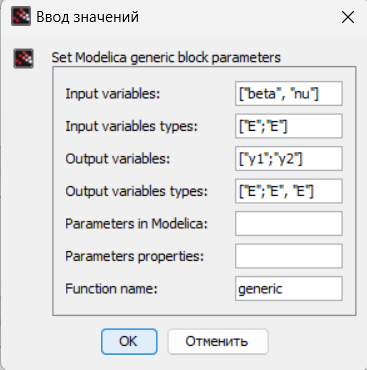 Ввод значений
Set Modelica generic block parameters
Input variables: ["beta", "nu"]
Input variables types: ["E";"E"]
Output variables: ["y1";"y2"]
Output variables types: ["E";"E", "E"]
Parameters in Modelica:
Parameters properties:
Function name: generic
OK Отменить